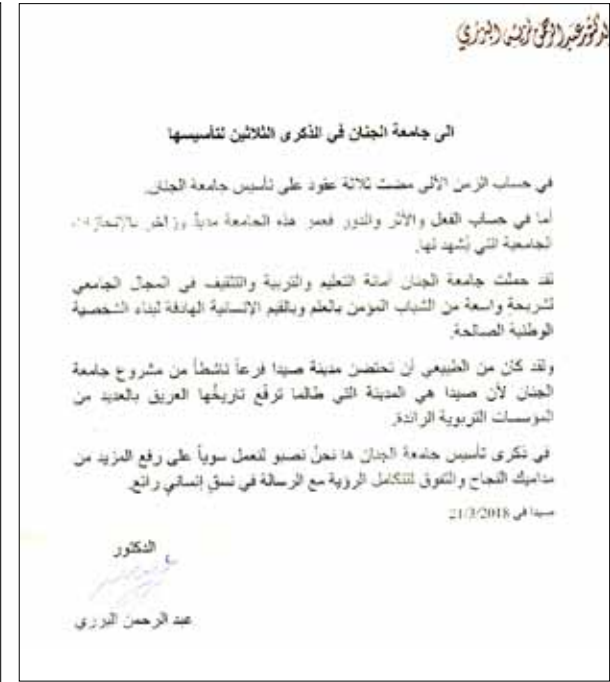 الدكتور عبد الرحمن نزيه البزري
الى جامعة الجنان في الذكرى الثلاثين لتأسيسها
في حساب الزمن الآلي مضت ثلاثة عقود على تأسيس جامعة الجنان.
أما في حساب الفعل والأثر والدور فعمر هذه الجامعة مديدٌ وزاخر بالإنجازات
الجامعية التي يُشهد لها.
لقد حملت جامعة الجنان أمانة التعليم والتربية والتثقيف في المجال الجامعي
لشريحة واسعة من الشباب المؤمن بالعلم وبالقيم الإنسانية الهادفة لبناء الشخصية
الوطنية الصالحة.
ولقد كان من الطبيعي أن تحتضن مدينة صيدا فرعاً ناشطاً من مشروع جامعة
الجنان لأن صيدا هي المدينة التي طالما ترفّع تاريخُها العريق بالعديد من
المؤسسات التربوية الرائدة.
في ذكرى تأسيس جامعة الجنان ها نحنُ نصبو لنعمل سوياً على رفع المزيد من
مداميك النجاح والتفوق لتتكامل الرؤية مع الرسالة في نسقٍ إنساني رائع.
صيدا في 21/3/2018
الدكتور
عبد الرحمن البزري